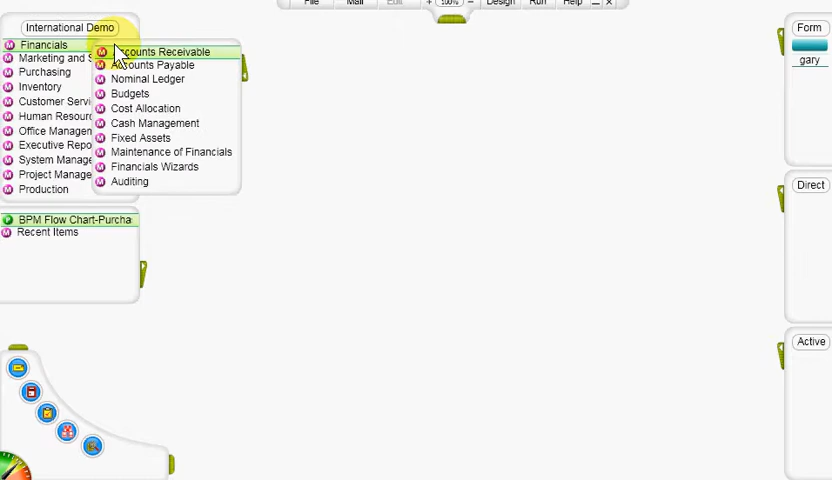 File Mail Edit + 100% - Design Run Help
International Demo
Financials
Marketing and S
Purchasing
Inventory
Customer Servi
Human Resourc
Office Managem
Executive Repo
System Manage
Project Manage
Production
Accounts Receivable
Accounts Payable
Nominal Ledger
Budgets
Cost Allocation
Cash Management
Fixed Assets
Maintenance of Financials
Financials Wizards
Auditing
BPM Flow Chart-Purcha
Recent Items
Form
gary
Direct
Active